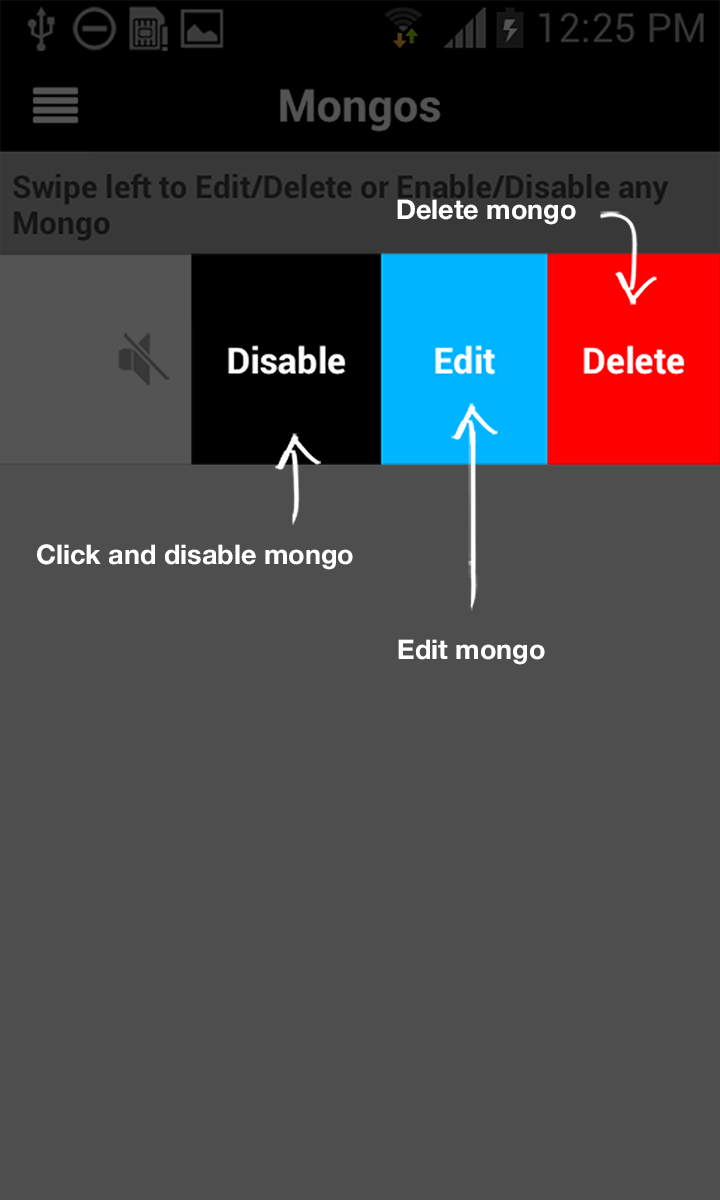 12:25 PM
Mongos
Swipe left to Edit/Delete or Enable/Disable any
Mongo
Delete mongo
Disable
Edit
Delete
Click and disable mongo
Edit mongo